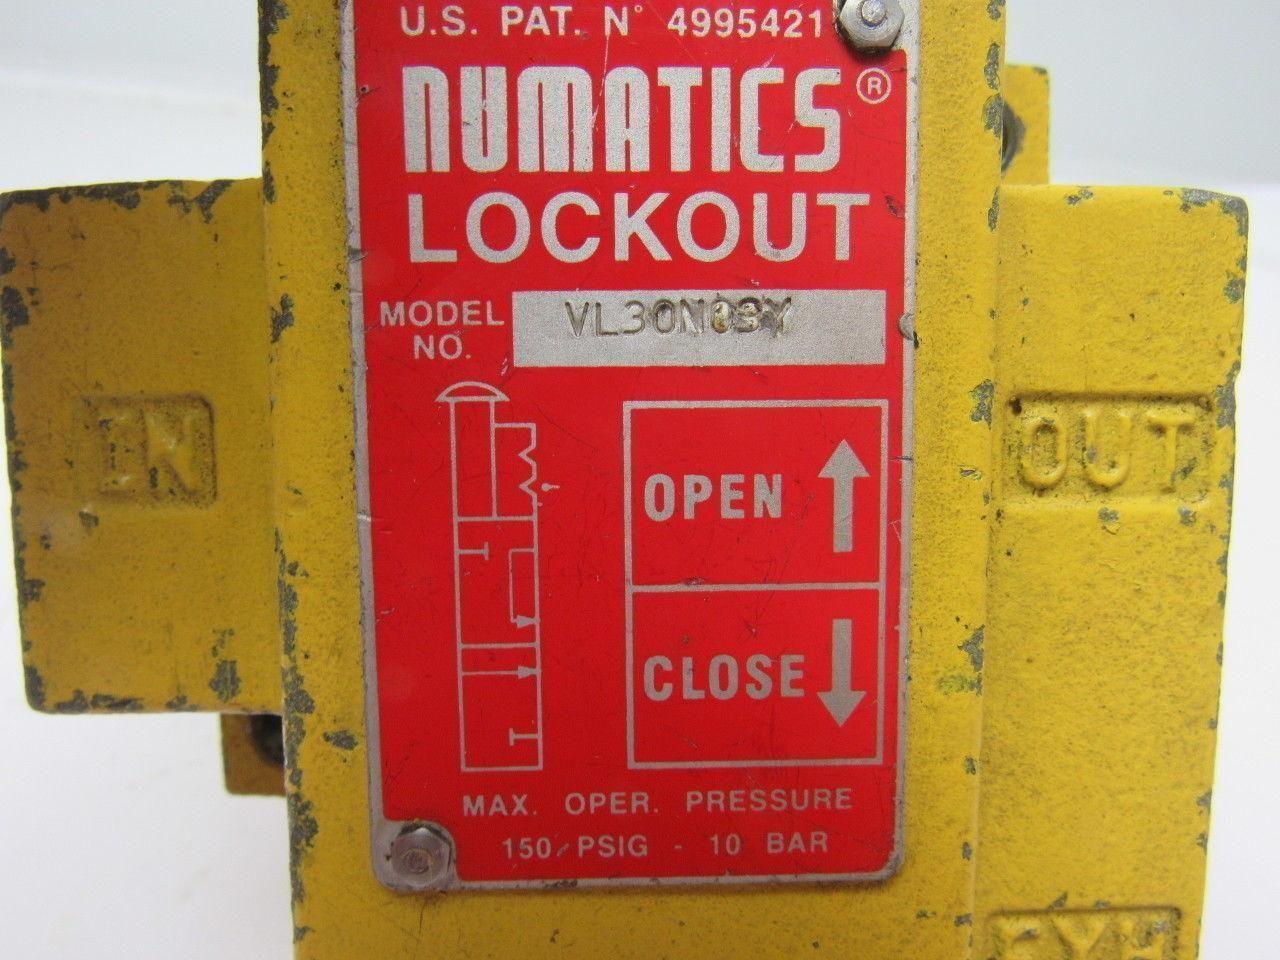 U.S. PAT. N° 4995421
NUMATICS®
LOCKOUT
MODEL NO. VL30N03Y
IN
OUT
OPEN
CLOSE
MAX. OPER. PRESSURE
150 PSIG - 10 BAR